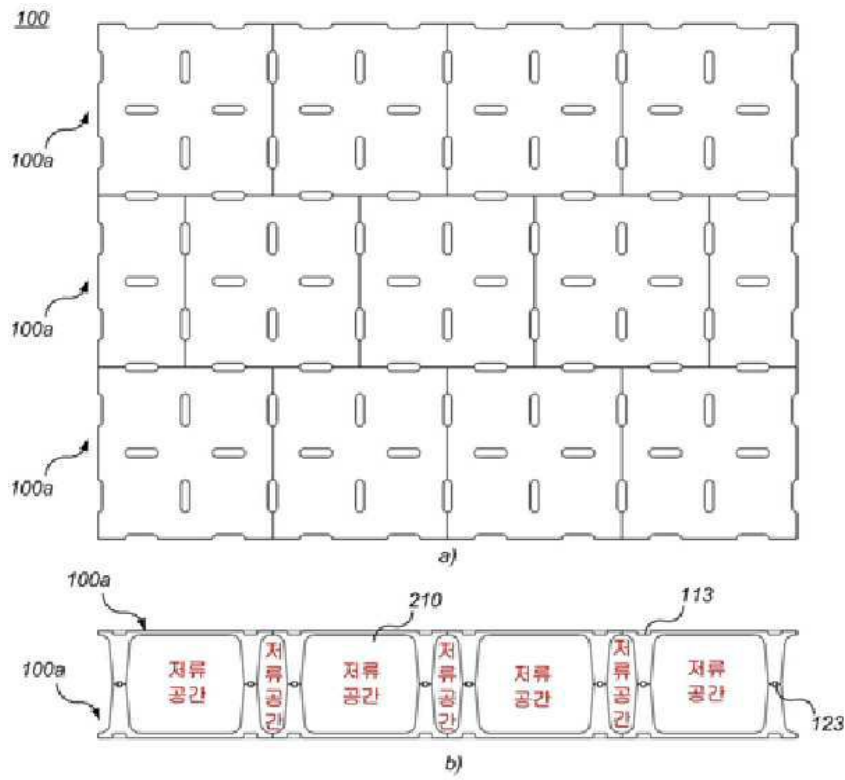 100
100a
100a
100a
a)
100a
210
113
100a
저류
공간
저
류
공
간
저류
공간
저
류
공
간
저류
공간
저
류
공
간
저류
공간
123
b)